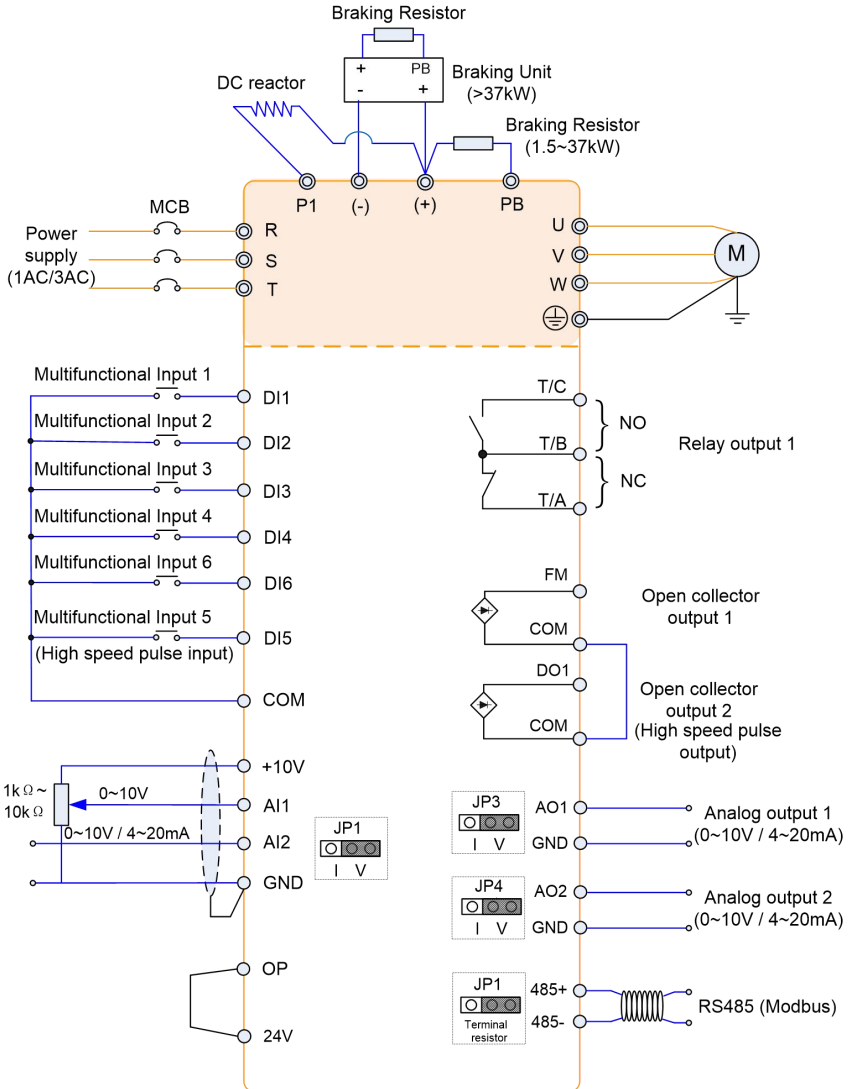 Braking Resistor
+ PB
- +
Braking Unit
(>37kW)
DC reactor
Braking Resistor
(1.5~37kW)
P1 (-) (+) PB
MCB
Power
supply
(1AC/3AC)
R
S
T
U
V
W
M
Multifunctional Input 1
DI1
Multifunctional Input 2
DI2
Multifunctional Input 3
DI3
Multifunctional Input 4
DI4
Multifunctional Input 6
DI6
Multifunctional Input 5
(High speed pulse input)
DI5
COM
T/C
NO
T/B
Relay output 1
NC
T/A
FM
Open collector
output 1
COM
DO1
Open collector
output 2
(High speed pulse
output)
COM
+10V
1kΩ~
10kΩ
0~10V
AI1
0~10V / 4~20mA
AI2
GND
JP1
I V
JP3
I V
AO1
GND
Analog output 1
(0~10V / 4~20mA)
JP4
I V
AO2
GND
Analog output 2
(0~10V / 4~20mA)
OP
24V
JP1
Terminal
resistor
485+
485-
RS485 (Modbus)